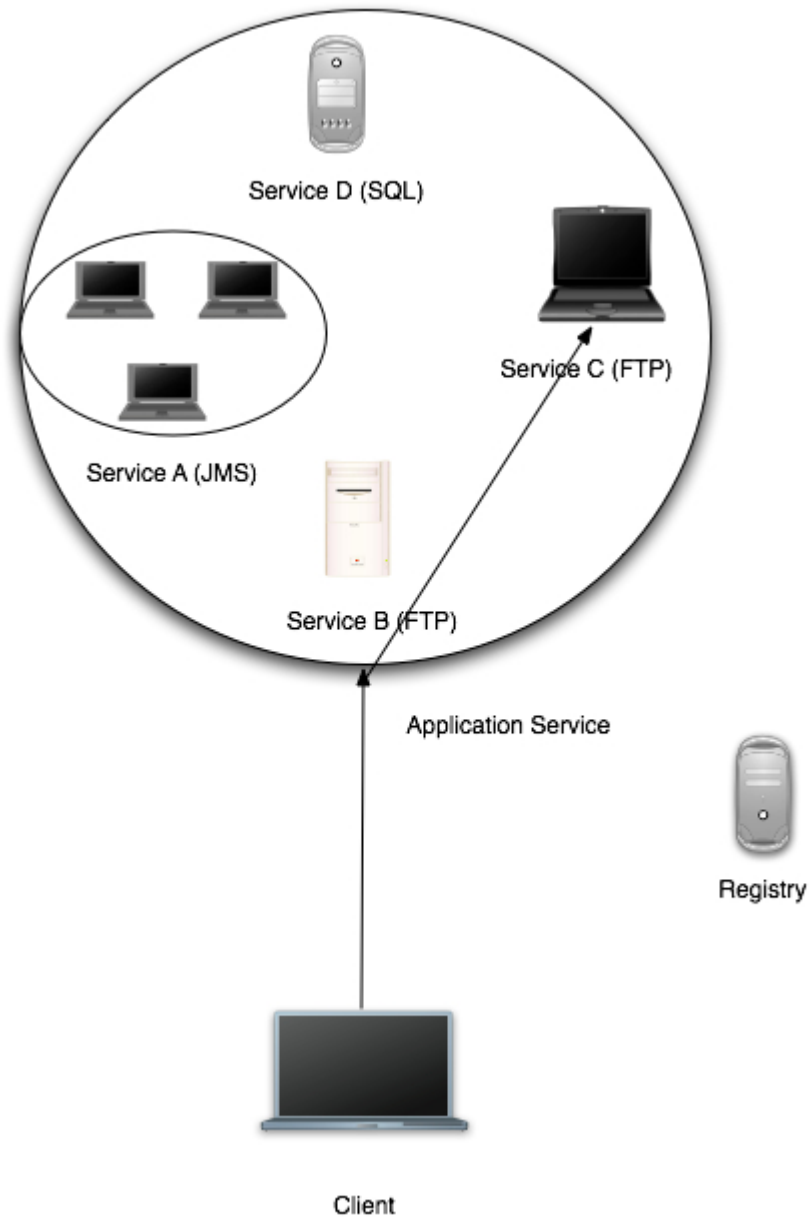 Service D (SQL)
Service C (FTP)
Service A (JMS)
Service B (FTP)
Application Service
Registry
Client